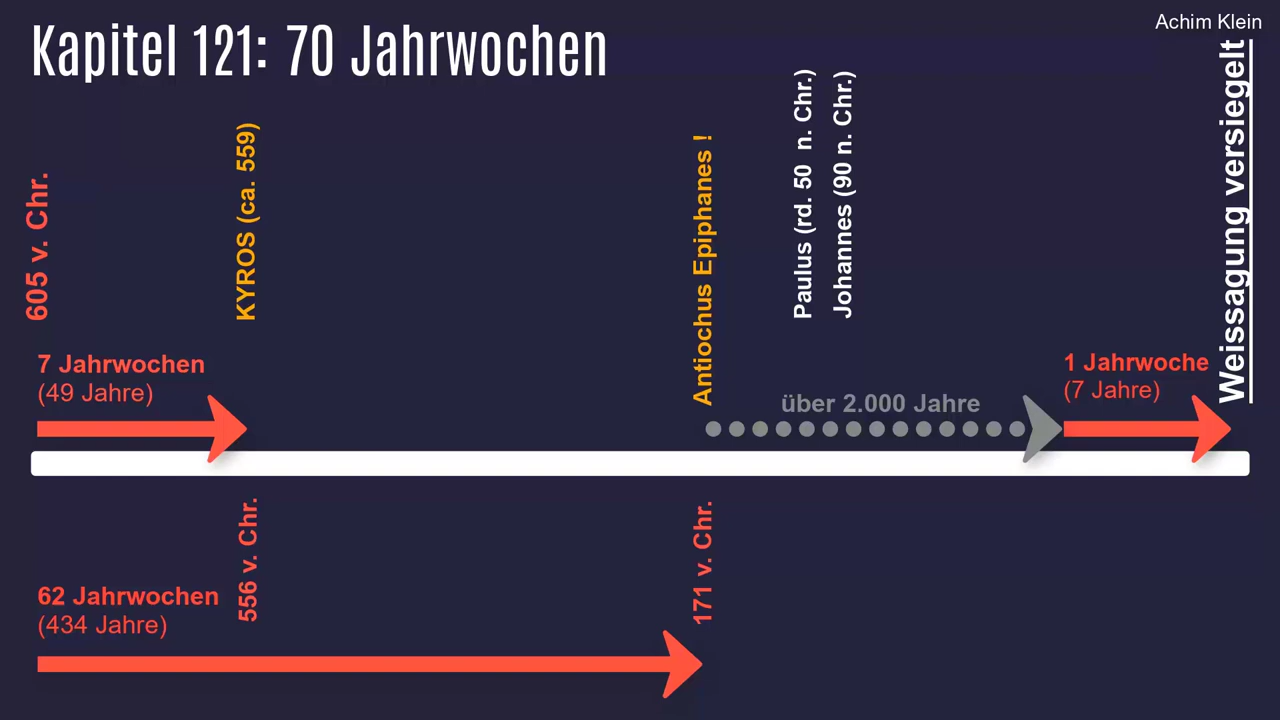 Achim Klein
Kapitel 121: 70 Jahrwochen
605 v. Chr.
KYROS (ca. 559)
Antiochus Epiphanes !
Paulus (rd. 50 n. Chr.)
Johannes (90 n. Chr.)
Weissagung versiegelt
7 Jahrwochen
(49 Jahre)
über 2.000 Jahre
1 Jahrwoche
(7 Jahre)
556 v. Chr.
171 v. Chr.
62 Jahrwochen
(434 Jahre)